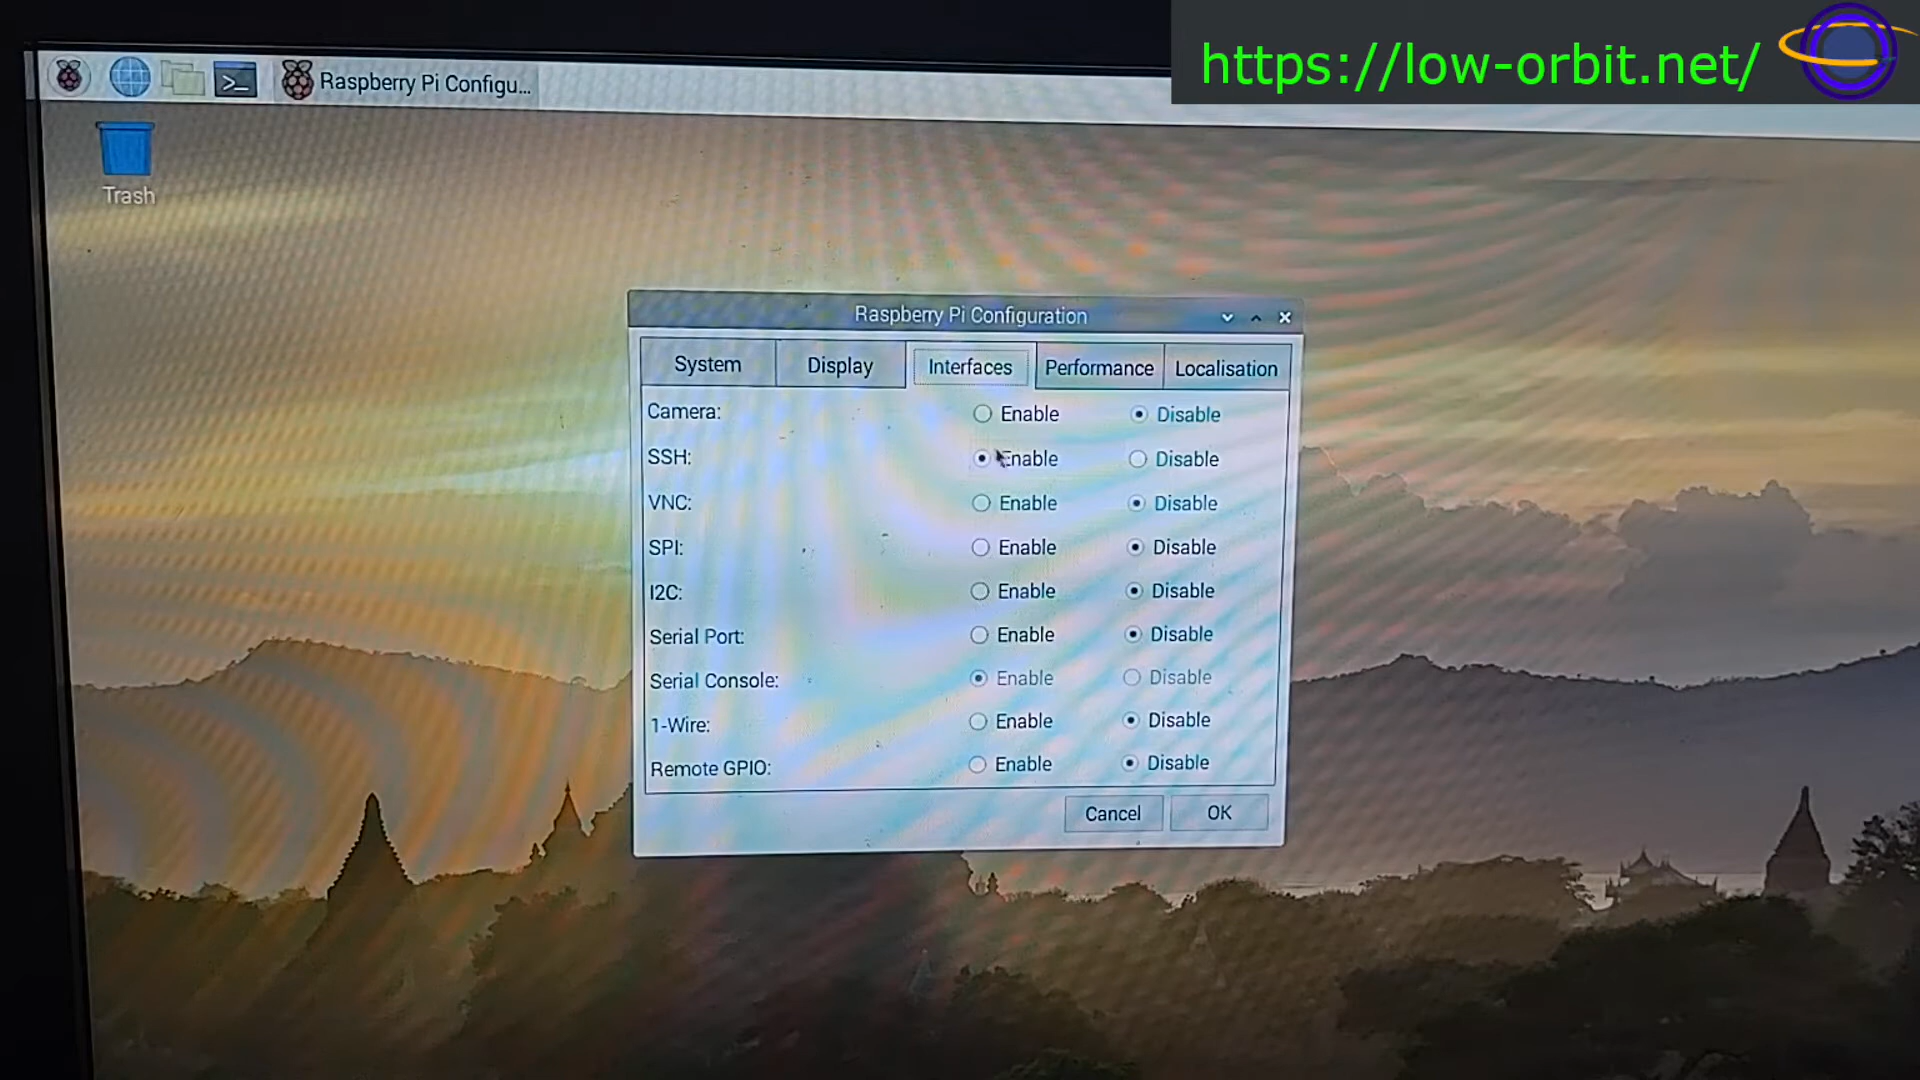 https://low-orbit.net/
Raspberry Pi Configu...
Trash
Raspberry Pi Configuration
System Display Interfaces Performance Localisation
Camera: Enable Disable
SSH: Enable Disable
VNC: Enable Disable
SPI: Enable Disable
I2C: Enable Disable
Serial Port: Enable Disable
Serial Console: Enable Disable
1-Wire: Enable Disable
Remote GPIO: Enable Disable
Cancel OK